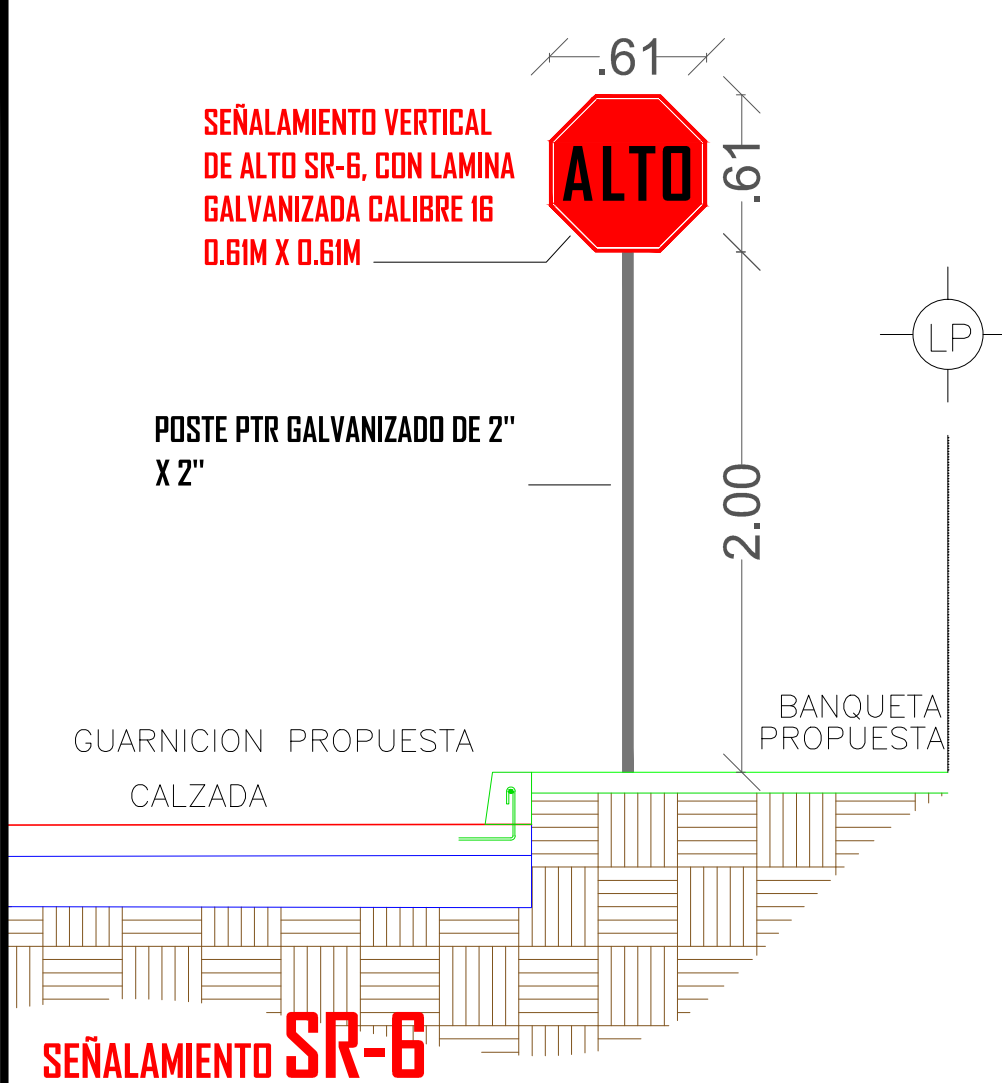 .61
SEÑALAMIENTO VERTICAL
DE ALTO SR-6, CON LAMINA
GALVANIZADA CALIBRE 16
0.61M X 0.61M
ALTO
.61
LP
POSTE PTR GALVANIZADO DE 2"
X 2"
2.00
BANQUETA
PROPUESTA
GUARNICION PROPUESTA
CALZADA
SEÑALAMIENTO SR-6